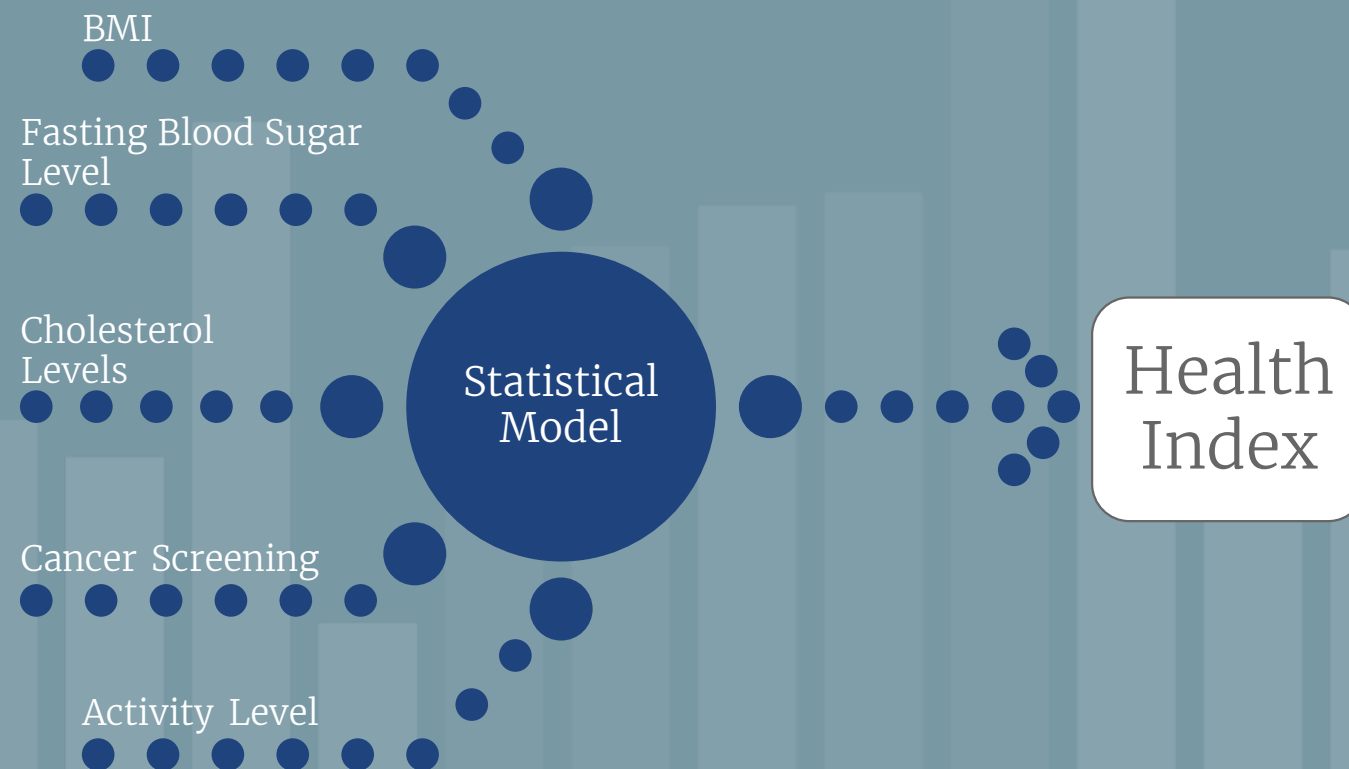 BMI
Fasting Blood Sugar
Level
Cholesterol
Levels
Cancer Screening
Activity Level
Statistical
Model
Health
Index